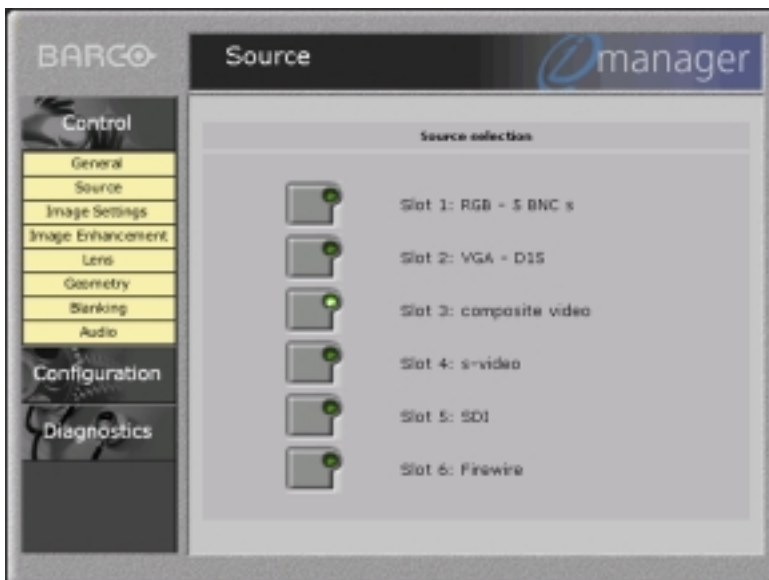 BARCO
Source
imanager
Control
General
Source
Image Settings
Image Enhancement
Lens
Geometry
Blanking
Audio
Configuration
Diagnostics
Source selection
Slot 1: RGB - 5 BNC s
Slot 2: VGA - D15
Slot 3: composite video
Slot 4: s-video
Slot 5: SDI
Slot 6: Firewire